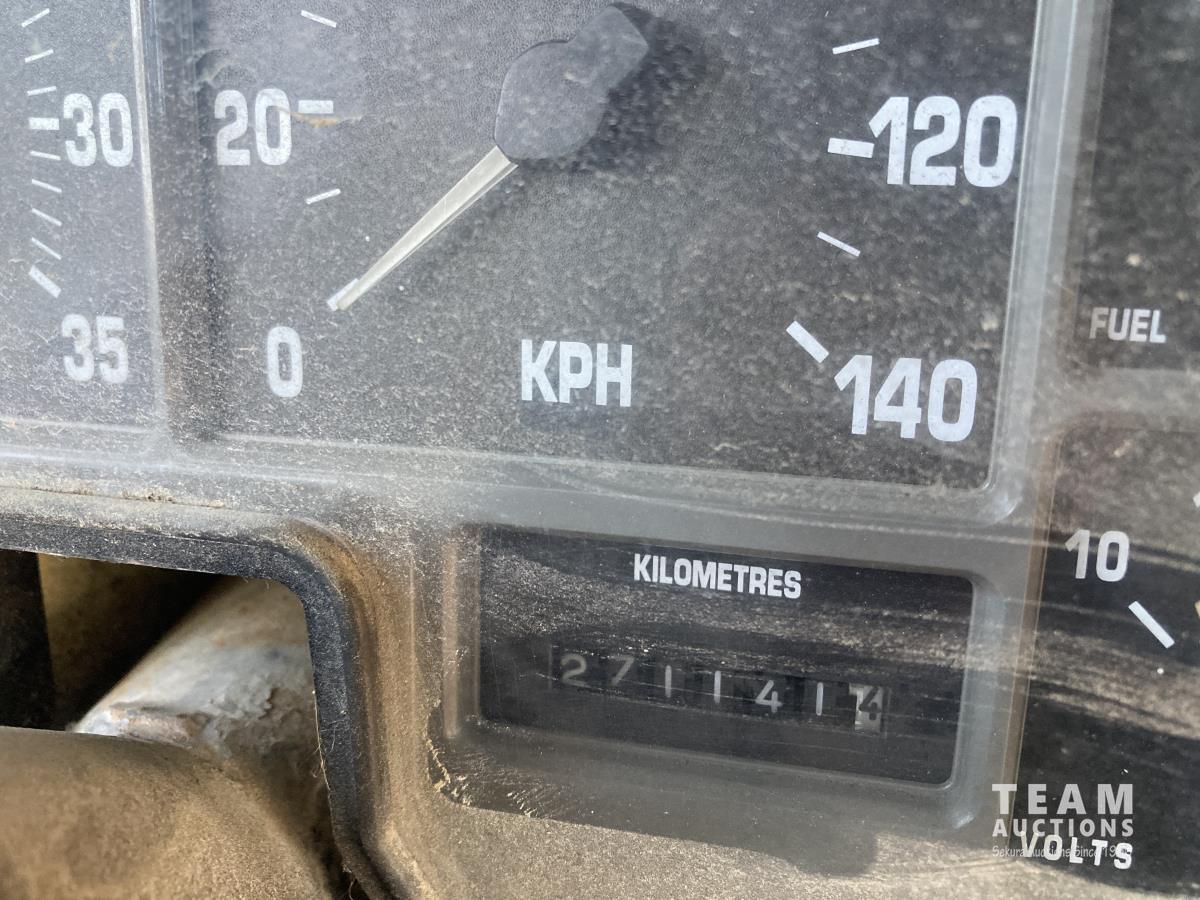 30
20
120
35
0
KPH
140
FUEL
KILOMETRES
10
2711414
TEAM
AUCTIONS
VOLTS